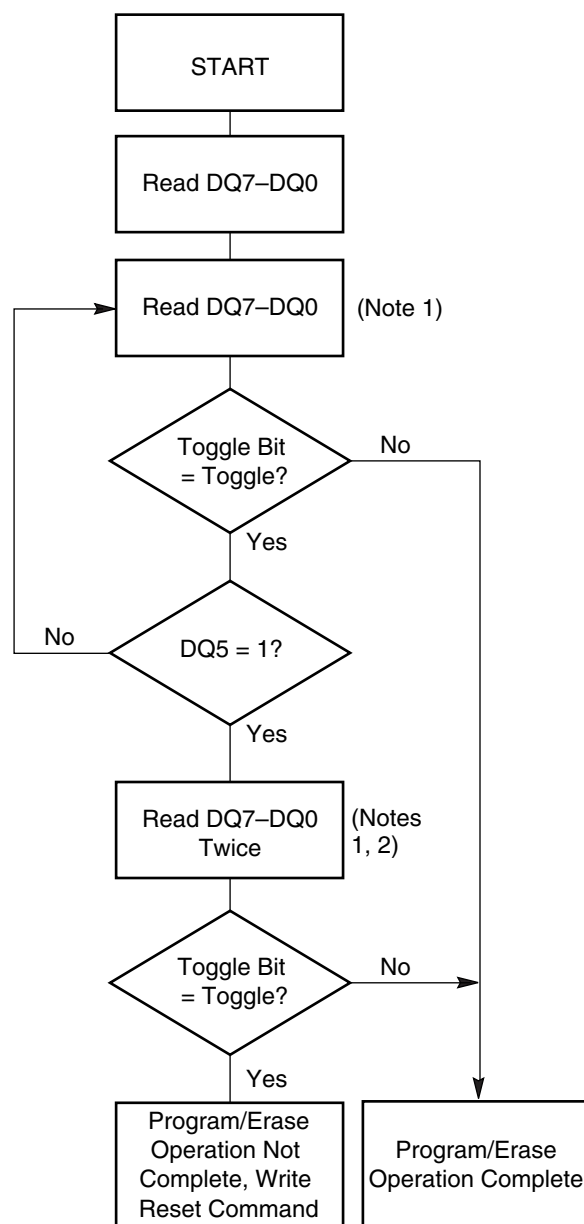 START
Read DQ7–DQ0
Read DQ7–DQ0
(Note 1)
Toggle Bit
= Toggle?
No
Yes
No
DQ5 = 1?
Yes
Read DQ7–DQ0
Twice
(Notes
1, 2)
Toggle Bit
= Toggle?
No
Yes
Program/Erase
Operation Not
Complete, Write
Reset Command
Program/Erase
Operation Complete